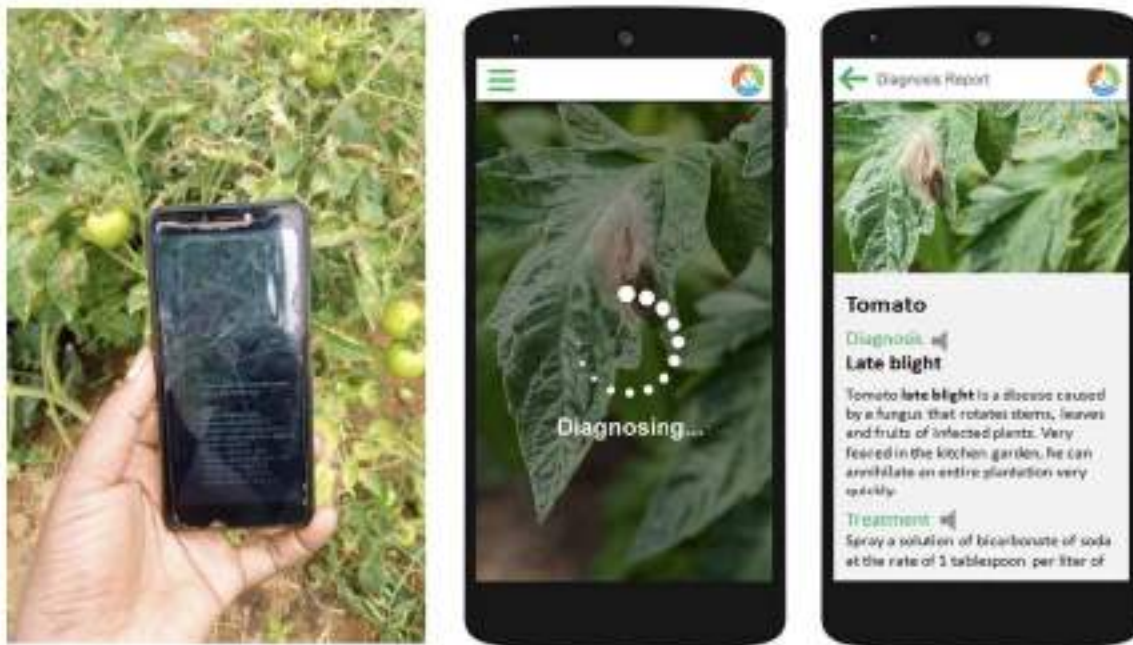 Diagnosing...
Diagnosis Report
Tomato
Diagnosis
Late blight
Tomato late blight is a disease caused
by a fungus that rotates stems, leaves
and fruits of infected plants. Very
feared in the kitchen garden, he can
annihilate an entire plantation very
quickly.
Treatment
Spray a solution of bicarbonate of soda
at the rate of 1 tablespoon per liter of